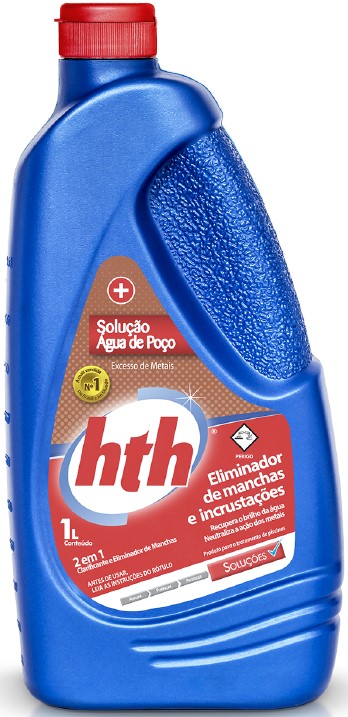 Solução
Água de Poço
Excesso de Metais
Nº1
hth
®
PERIGO
Eliminador
de manchas
e incrustações
Recupera o brilho da água
Neutraliza a ação dos metais
Produto para o tratamento de piscinas
1L
Conteúdo
2 em 1
Clarificante e Eliminador de Manchas
ANTES DE USAR,
LEIA AS INSTRUÇÕES DO RÓTULO
SOLUÇÕES